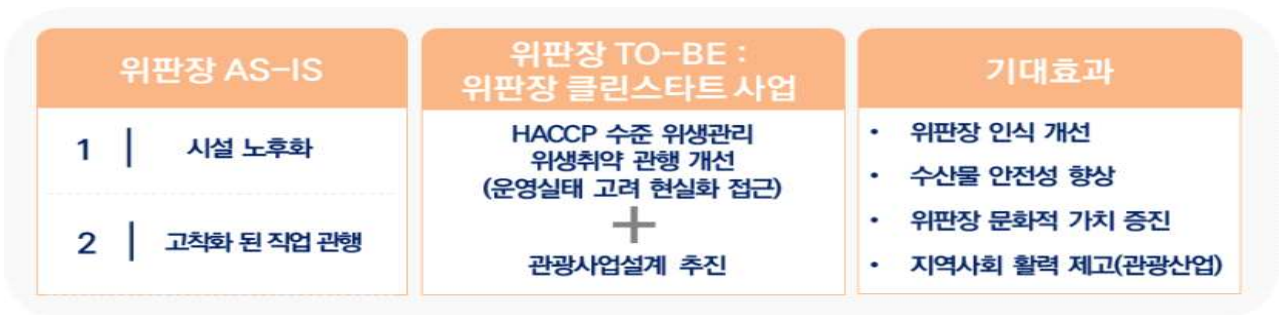 위판장 AS-IS
1 시설 노후화
2 고착화 된 직업 관행
위판장 TO-BE :
위판장 클린스타트 사업
HACCP 수준 위생관리
위생취약 관행 개선
(운영실태 고려 현실화 접근)
+
관광사업설계 추진
기대효과
• 위판장 인식 개선
• 수산물 안전성 향상
• 위판장 문화적 가치 증진
• 지역사회 활력 제고(관광산업)